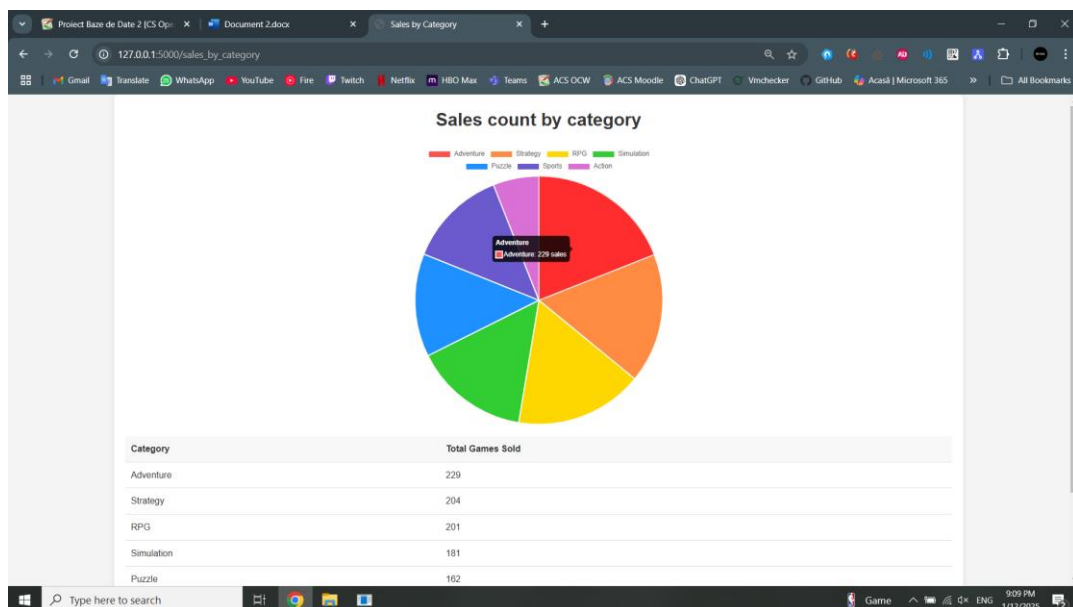 Proiect Baze de Date 2 [CS Ope
Document 2.docx
Sales by Category
127.0.0.1:5000/sales_by_category
Gmail Translate WhatsApp YouTube Fire Twitch Netflix HBO Max Teams ACS OCW ACS Moodle ChatGPT Vmchecker GitHub Acasă | Microsoft 365 » All Bookmarks
Sales count by category
Adventure Strategy RPG Simulation
Puzzle Sports Action
Adventure
Adventure: 229 sales
Category Total Games Sold
Adventure 229
Strategy 204
RPG 201
Simulation 181
Puzzle 162
Type here to search
Game
ENG
9:09 PM
1/12/2025